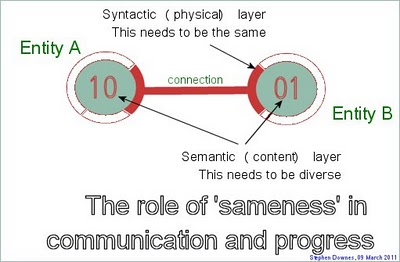 Syntactic ( physital) layer
This needs to be the same
Entity A
connection
10
01
Entity B
Semantic ( content) layer
This needs to be diverse
The role of 'sameness' in
communication and progress
Stephen Downes, 09 March 2011